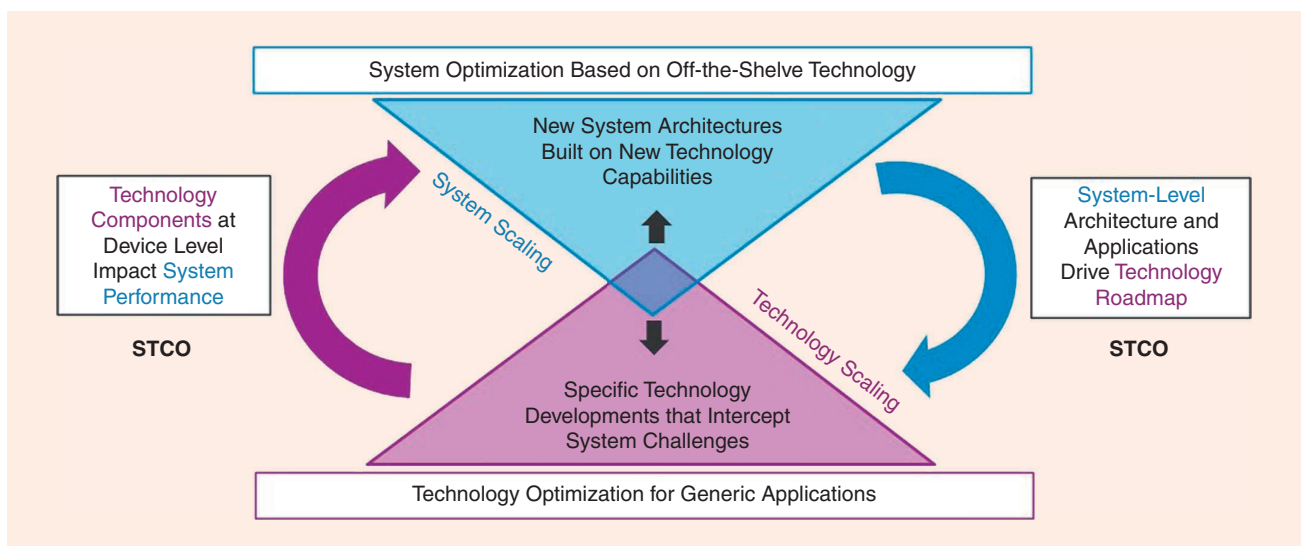 System Optimization Based on Off-the-Shelve Technology
New System Architectures
Built on New Technology
Capabilities
System Scaling
Technology
Components at
Device Level
Impact System
Performance
STCO
System-Level
Architecture and
Applications
Drive Technology
Roadmap
STCO
Technology Scaling
Specific Technology
Developments that Intercept
System Challenges
Technology Optimization for Generic Applications